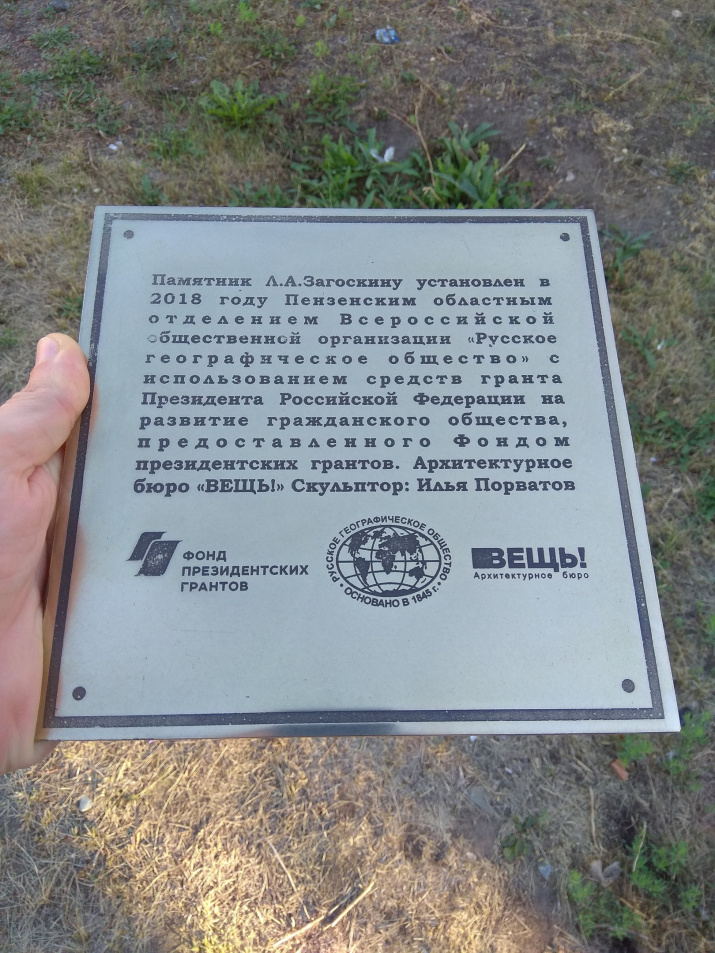 Памятник Л.А.Загоскину установлен в
2018 году Пензенским областным
отделением Всероссийской
общественной организации «Русское
географическое общество» с
использованием средств гранта
Президента Российской Федерации на
развитие гражданского общества,
предоставленного Фондом
президентских грантов. Архитектурное
бюро «ВЕЩЬ!» Скульптор: Илья Порватов
ФОНД
ПРЕЗИДЕНТСКИХ
ГРАНТОВ
РУССКОЕ ГЕОГРАФИЧЕСКОЕ ОБЩЕСТВО
• ОСНОВАНО В 1845 г. •
ВЕЩЬ!
Архитектурное бюро